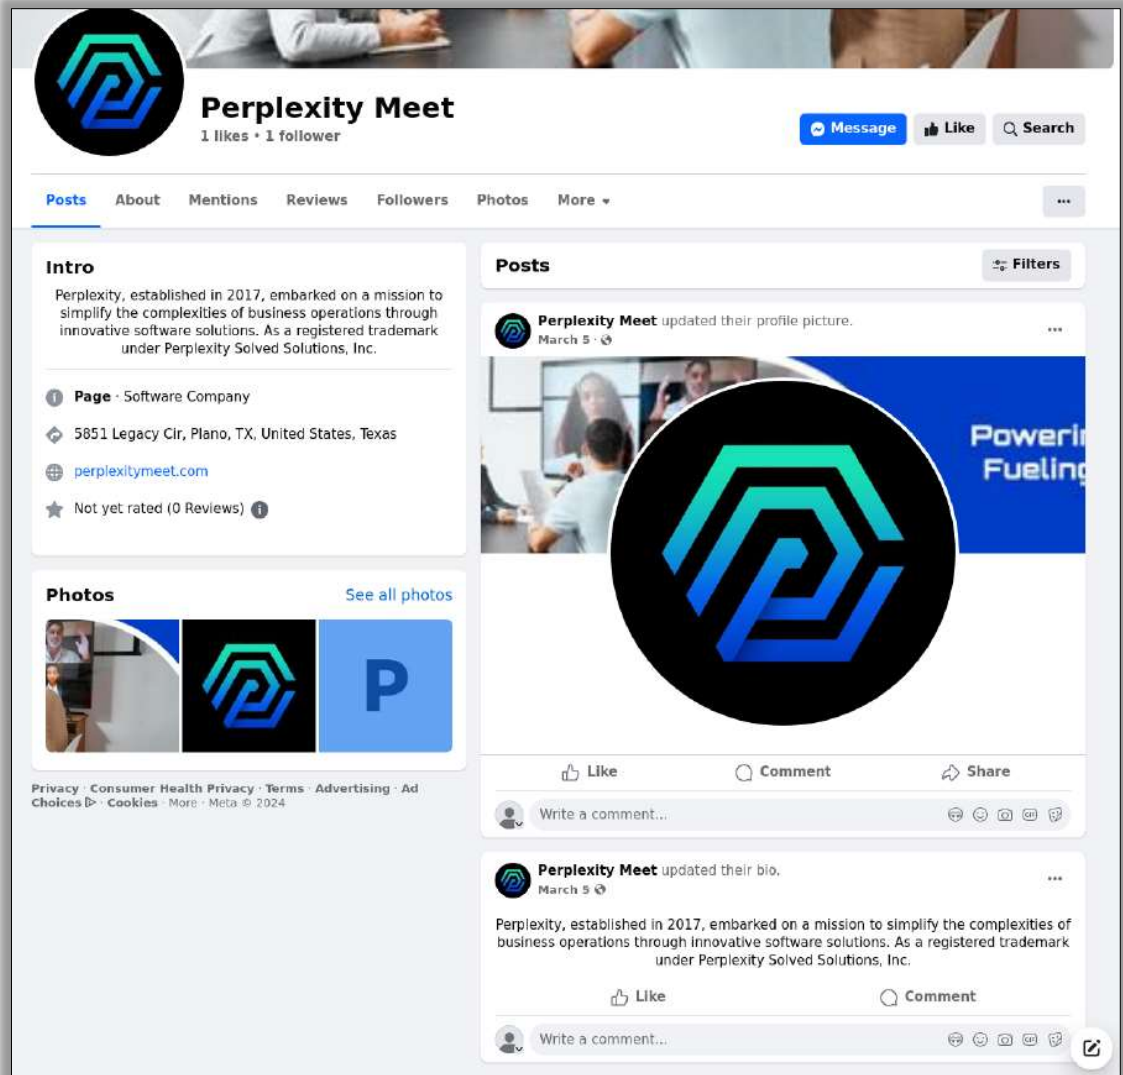 Perplexity Meet
1 likes • 1 follower
Message
Like
Search
Posts
About
Mentions
Reviews
Followers
Photos
More
Intro
Perplexity, established in 2017, embarked on a mission to
simplify the complexities of business operations through
innovative software solutions. As a registered trademark
under Perplexity Solved Solutions, Inc.
Page · Software Company
5851 Legacy Cir, Plano, TX, United States, Texas
perplexitymeet.com
Not yet rated (0 Reviews)
Photos
See all photos
P
Privacy · Consumer Health Privacy · Terms · Advertising · Ad
Choices · Cookies · More · Meta © 2024
Posts
Filters
Perplexity Meet updated their profile picture.
March 5 ·
Powerin
Fueling
Like
Comment
Share
Write a comment...
GIF
Perplexity Meet updated their bio.
March 5
Perplexity, established in 2017, embarked on a mission to simplify the complexities of
business operations through innovative software solutions. As a registered trademark
under Perplexity Solved Solutions, Inc.
Like
Comment
Write a comment...
GIF